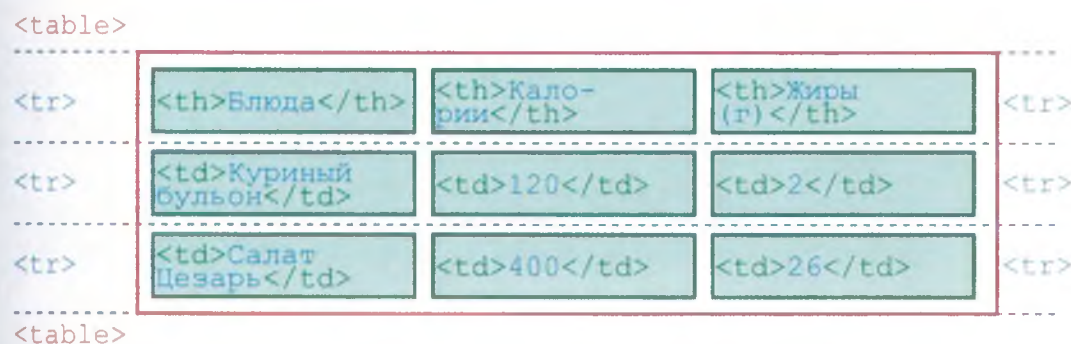 <table>
<tr> <th>Блюда</th> <th>Кало- <th>Жиры <tr>
рии</th> (г)</th>
<tr> <td>Куриный <td>120</td> <td>2</td> <tr>
бульон</td>
<tr> <td>Салат <td>400</td> <td>26</td> <tr>
Цезарь</td>
<table>